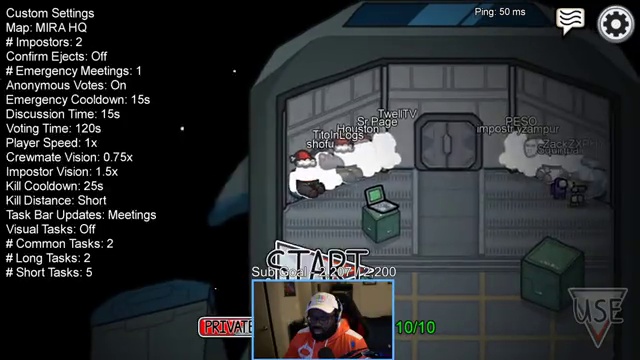 Custom Settings
Map: MIRA HQ
# Impostors: 2
Confirm Ejects: Off
# Emergency Meetings: 1
Anonymous Votes: On
Emergency Cooldown: 15s
Discussion Time: 15s
Voting Time: 120s
Player Speed: 1x
Crewmate Vision: 0.75x
Impostor Vision: 1.5x
Kill Cooldown: 25s
Kill Distance: Short
Task Bar Updates: Meetings
Visual Tasks: Off
# Common Tasks: 2
# Long Tasks: 2
# Short Tasks: 5
Ping: 50 ms
TwellTV
Sr Page
Houston
TitoInLogs
shofu
PESO
START
PRIVATE
10/10
USE